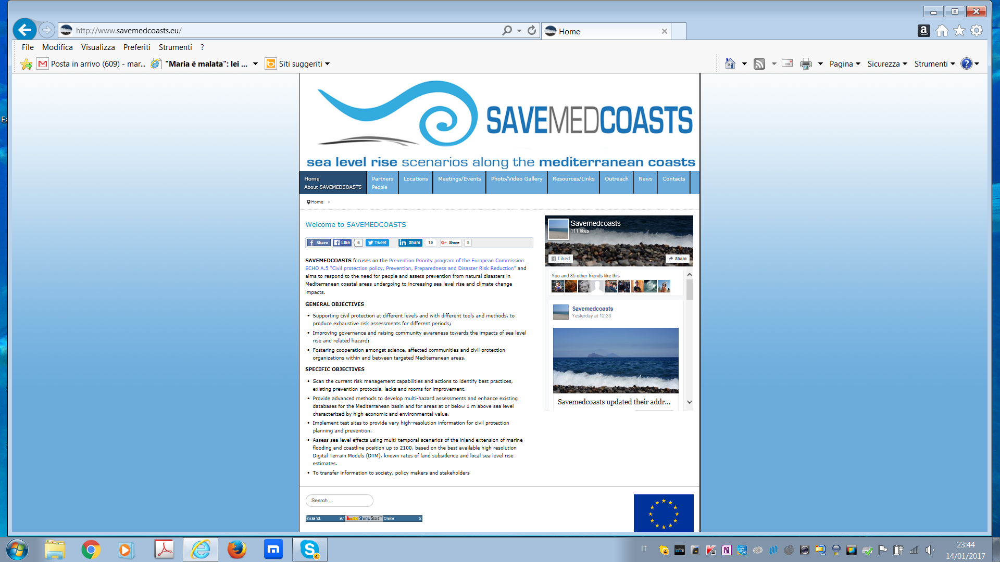 http://www.savemedcoasts.eu/
Home
File Modifica Visualizza Preferiti Strumenti ?
Posta in arrivo (609) - mar...
"Maria è malata": lei ...
Siti suggeriti
Pagina Sicurezza Strumenti
SAVEMEDCOASTS
sea level rise scenarios along the mediterranean coasts
Home
About SAVEMEDCOASTS
Partners
People
Locations
Meetings/Events
Photo/Video Gallery
Resources/Links
Outreach
News
Contacts
Home
Welcome to SAVEMEDCOASTS
Share Like 6 Tweet Share 19 Share 0
SAVEMEDCOASTS focuses on the Prevention Priority program of the European Commission
ECHO A.5 "Civil protection policy, Prevention, Preparedness and Disaster Risk Reduction” and
aims to respond to the need for people and assets prevention from natural disasters in
Mediterranean coastal areas undergoing to increasing sea level rise and climate change
impacts.
GENERAL OBJECTIVES
• Supporting civil protection at different levels and with different tools and methods, to
produce exhaustive risk assessments for different periods;
• Improving governance and raising community awareness towards the impacts of sea level
rise and related hazard;
• Fostering cooperation amongst science, affected communities and civil protection
organizations within and between targeted Mediterranean areas.
SPECIFIC OBJECTIVES
• Scan the current risk management capabilities and actions to identify best practices,
existing prevention protocols, lacks and rooms for improvement.
• Provide advanced methods to develop multi-hazard assessments and enhance existing
databases for the Mediterranean basin and for areas at or below 1 m above sea level
characterized by high economic and environmental value.
• Implement test sites to provide very high-resolution information for civil protection
planning and prevention.
• Assess sea level effects using multi-temporal scenarios of the inland extension of marine
flooding and coastline position up to 2100, based on the best available high resolution
Digital Terrain Models (DTM), known rates of land subsidence and local sea level rise
estimates.
• To transfer information to society, policy makers and stakeholders
Savemedcoasts
111 likes
Liked
Share
You and 85 other friends like this
Savemedcoasts
Yesterday at 12:33
Savemedcoasts updated their addr...
Search ...
Visite tot. 97 ShinyStat™ Online 2
IT
23:44
14/01/2017